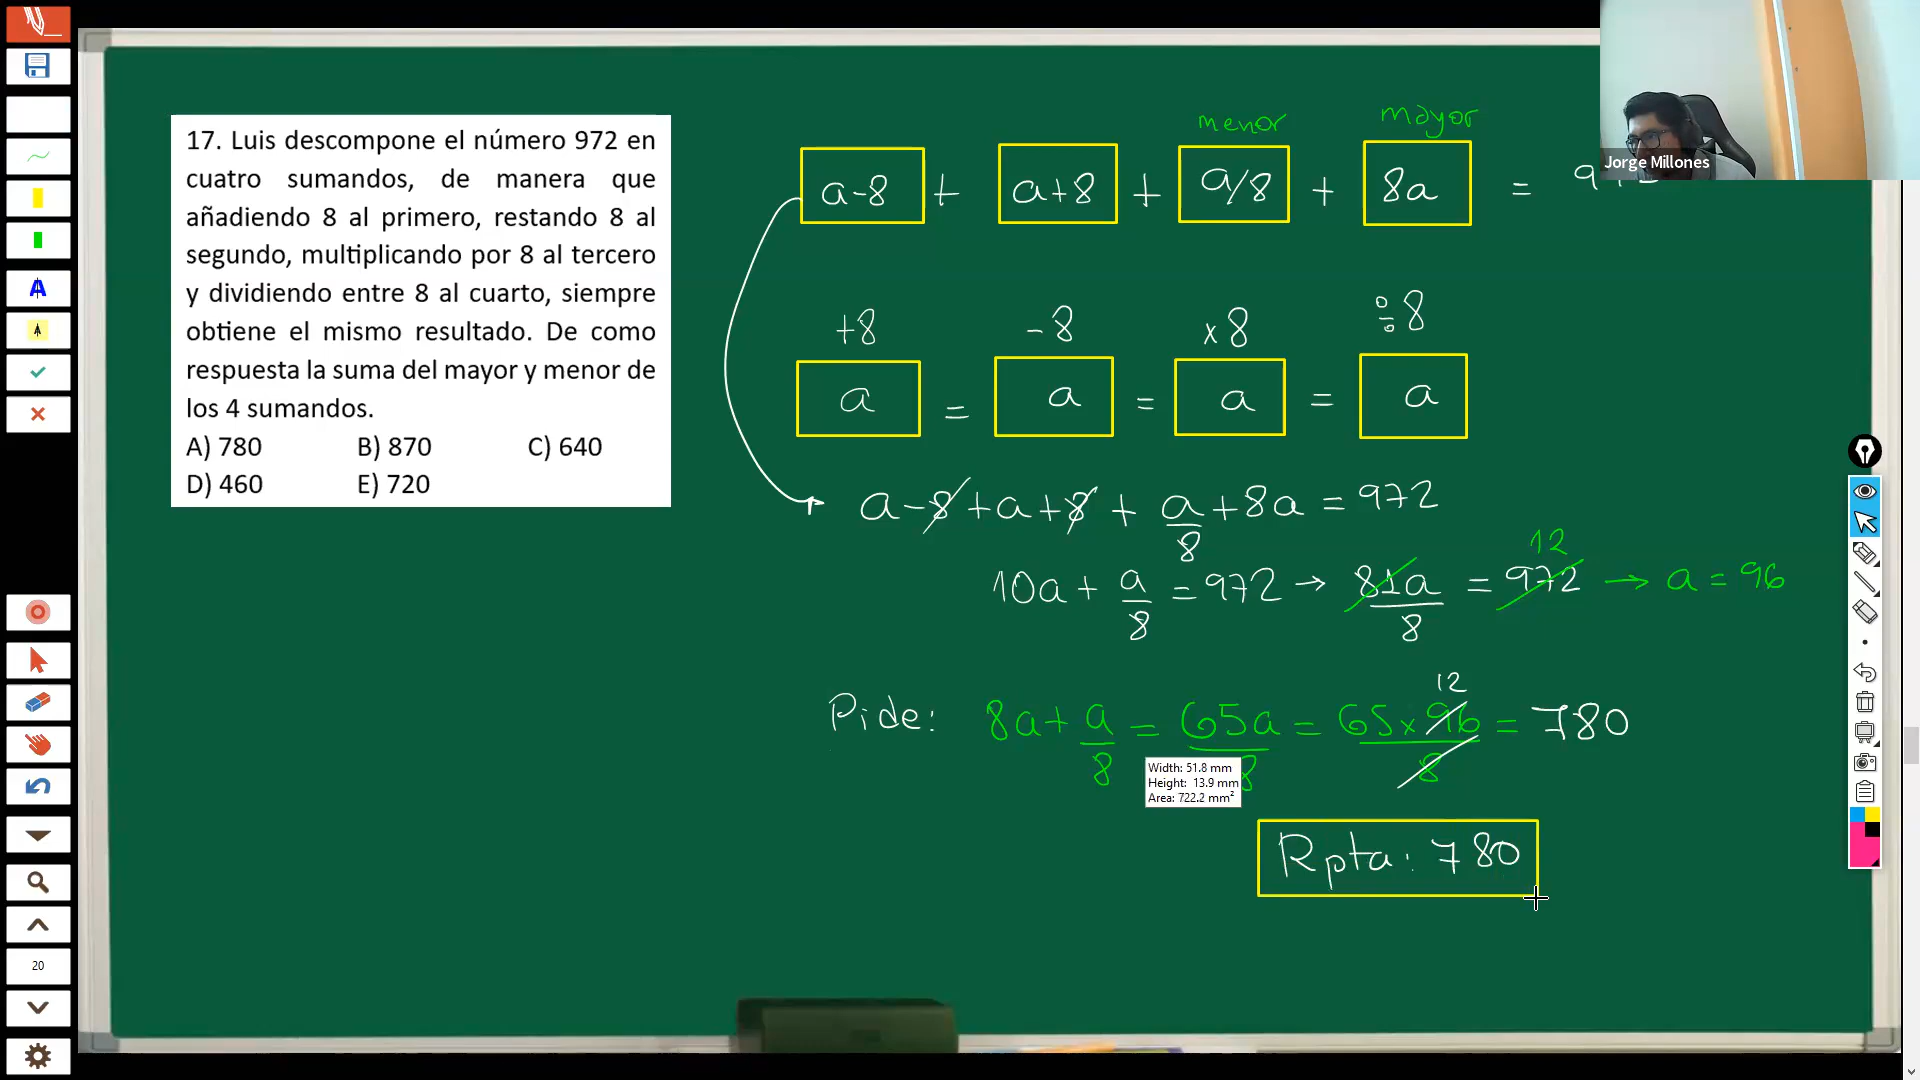 17. Luis descompone el número 972 en
cuatro sumandos, de manera que
añadiendo 8 al primero, restando 8 al
segundo, multiplicando por 8 al tercero
y dividiendo entre 8 al cuarto, siempre
obtiene el mismo resultado. De como
respuesta la suma del mayor y menor de
los 4 sumandos.
A) 780 B) 870 C) 640
D) 460 E) 720
menor mayor
a-8 + a+8 + a/8 + 8a =
Jorge Millones
+8 -8 x8 ÷8
a = a = a = a
a-8+a+8+a/8+8a=972
12
10a+a/8=972→81a/8=972→a=96
12
Pide: 8a+a/8=65a/8=65x96/8=780
Width: 51.8 mm
Height: 13.9 mm
Area: 722.2 mm²
Rpta: 780
20